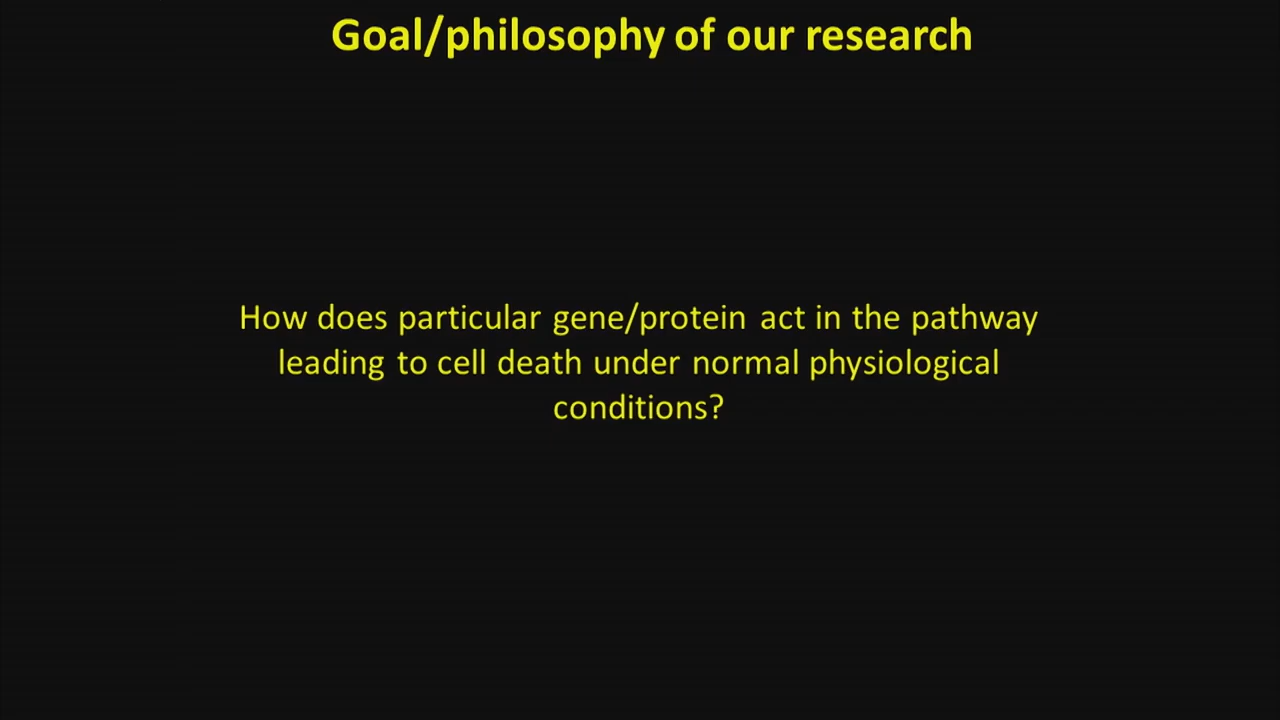 Goal/philosophy of our research
How does particular gene/protein act in the pathway
leading to cell death under normal physiological
conditions?